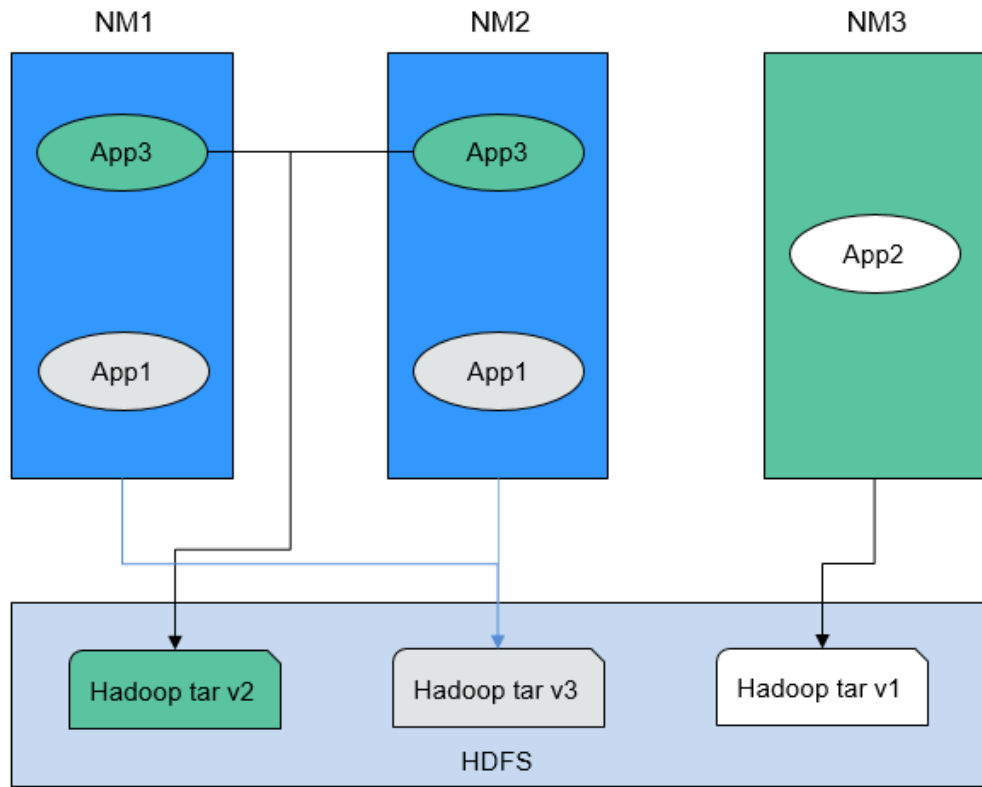 NM1
NM2
NM3
App3
App3
App2
App1
App1
Hadoop tar v2
Hadoop tar v3
Hadoop tar v1
HDFS